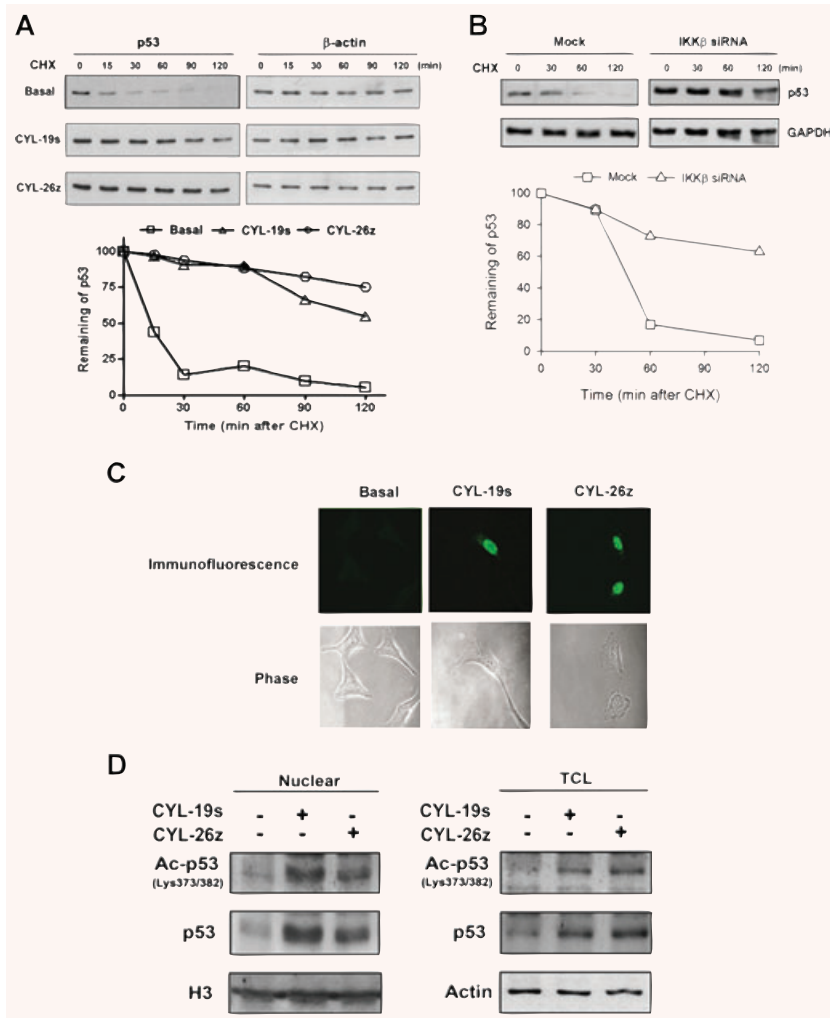 A
p53 β-actin
CHX 0 15 30 60 90 120 0 15 30 60 90 120 (min)
Basal
CYL-19s
CYL-26z
Basal CYL-19s CYL-26z
100
75
50
25
0
Remaining of p53
0 30 60 90 120
Time (min after CHX)
B
Mock IKKβ siRNA
CHX 0 30 60 120 0 30 60 120 (min)
p53
GAPDH
Mock IKKβ siRNA
100
80
60
40
20
0
Remaining of p53
0 30 60 90 120
Time (min after CHX)
C
Basal CYL-19s CYL-26z
Immunofluorescence
Phase
D
Nuclear
CYL-19s - + -
CYL-26z - - +
Ac-p53
(Lys373/382)
p53
H3
TCL
CYL-19s - + -
CYL-26z - - +
Ac-p53
(Lys373/382)
p53
Actin